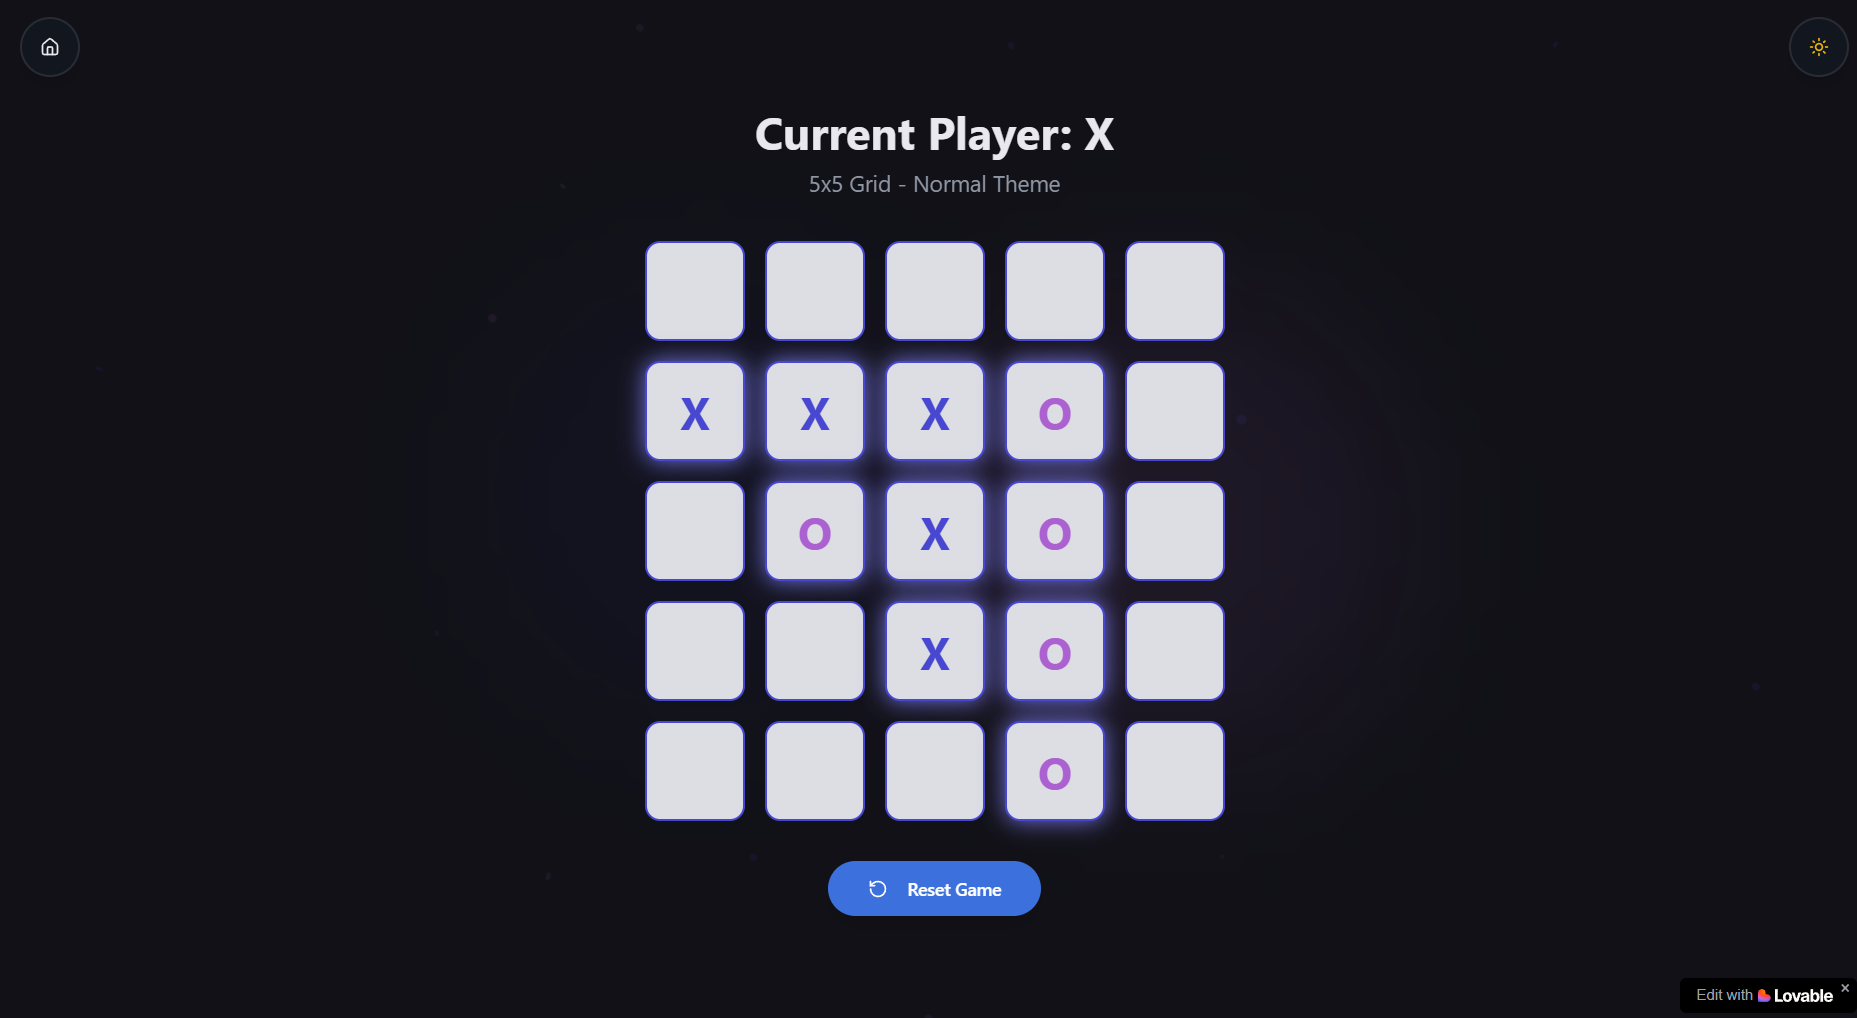 Current Player: X
5x5 Grid - Normal Theme
X X X O
O X O
X O
O
Reset Game
Edit with Lovable ×